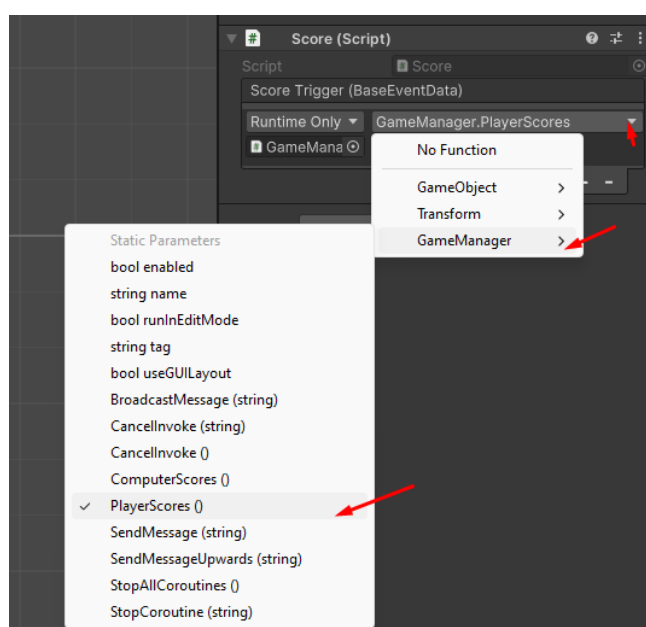 # Score (Script)
Script # Score
Score Trigger (BaseEventData)
Runtime Only GameManager.PlayerScores
# GameMana
No Function
GameObject
Transform
GameManager
Static Parameters
bool enabled
string name
bool runInEditMode
string tag
bool useGUILayout
BroadcastMessage (string)
CancelInvoke (string)
CancelInvoke ()
ComputerScores ()
PlayerScores ()
SendMessage (string)
SendMessageUpwards (string)
StopAllCoroutines ()
StopCoroutine (string)